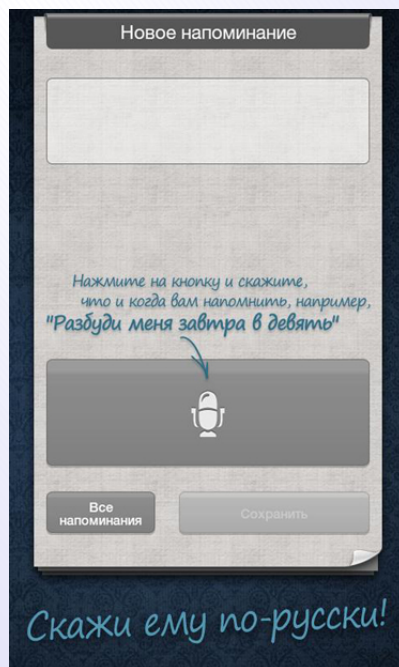 Новое напоминание
Нажмите на кнопку и скажите,
что и когда вам напомнить, например,
"Разбуди меня завтра в девять"
Все
напоминания
Сохранить
Скажи ему по-русски!